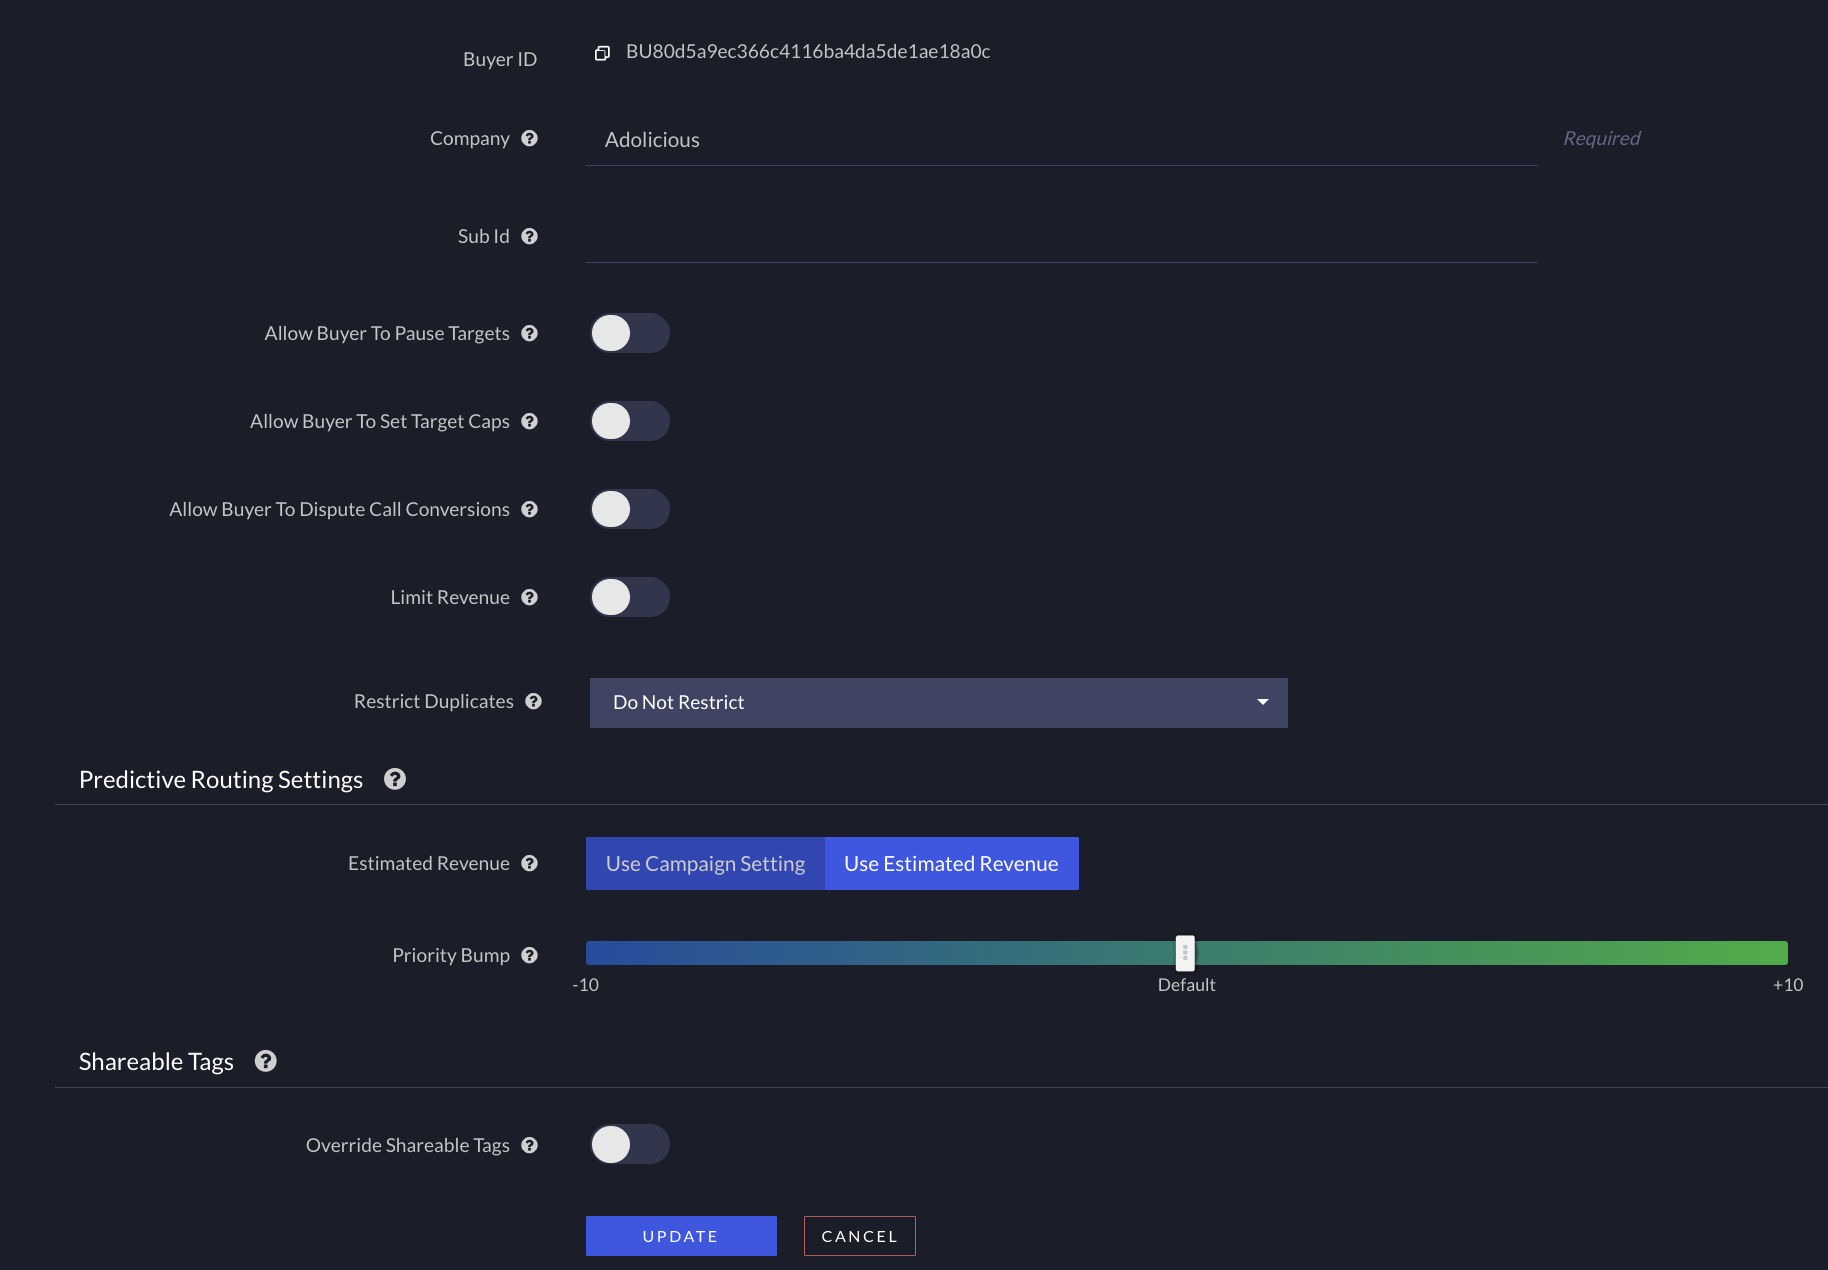 Buyer ID BU80d5a9ec366c4116ba4da5de1ae18a0c
Company Adolicious Required
Sub Id
Allow Buyer To Pause Targets
Allow Buyer To Set Target Caps
Allow Buyer To Dispute Call Conversions
Limit Revenue
Restrict Duplicates Do Not Restrict
Predictive Routing Settings
Estimated Revenue Use Campaign Setting Use Estimated Revenue
Priority Bump
-10 Default +10
Shareable Tags
Override Shareable Tags
UPDATE CANCEL